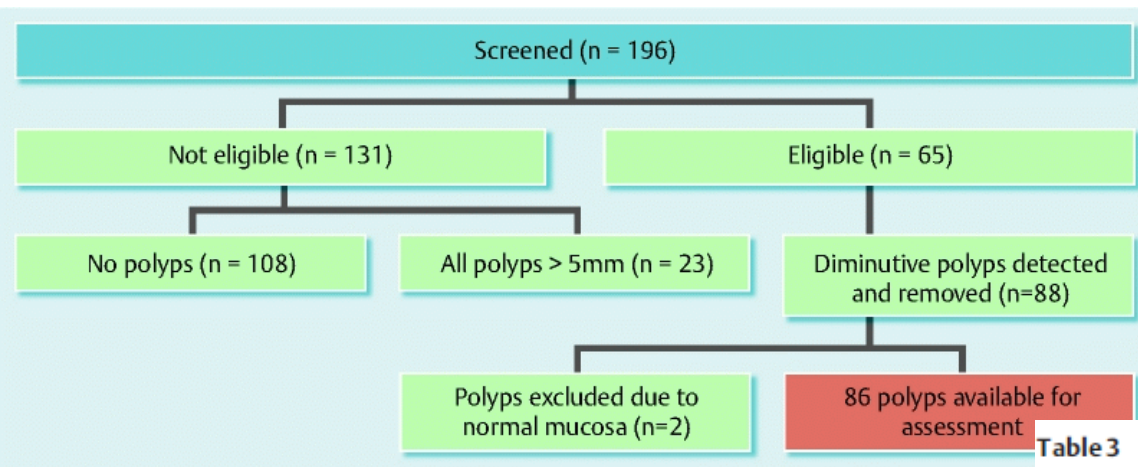 Screened (n = 196)
Not eligible (n = 131)
Eligible (n = 65)
No polyps (n = 108)
All polyps > 5mm (n = 23)
Diminutive polyps detected
and removed (n=88)
Polyps excluded due to
normal mucosa (n=2)
86 polyps available for
assessment
Table 3